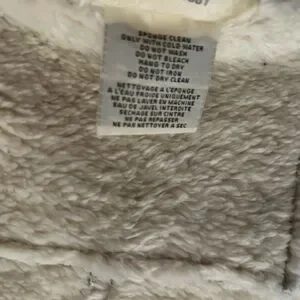 SPONGE CLEAN
ONLY WITH COLD WATER
DO NOT WASH
DO NOT BLEACH
HANG TO DRY
DO NOT IRON
DO NOT DRY CLEAN
NETTOYAGE A L'EPONGE
A L'EAU FROIDE UNIQUEMENT
NE PAS LAVER EN MACHINE
EAU DE JAVEL INTERDITE
SECHAGE SUR CINTRE
NE PAS REPASSER
NE PAS NETTOYER A SEC